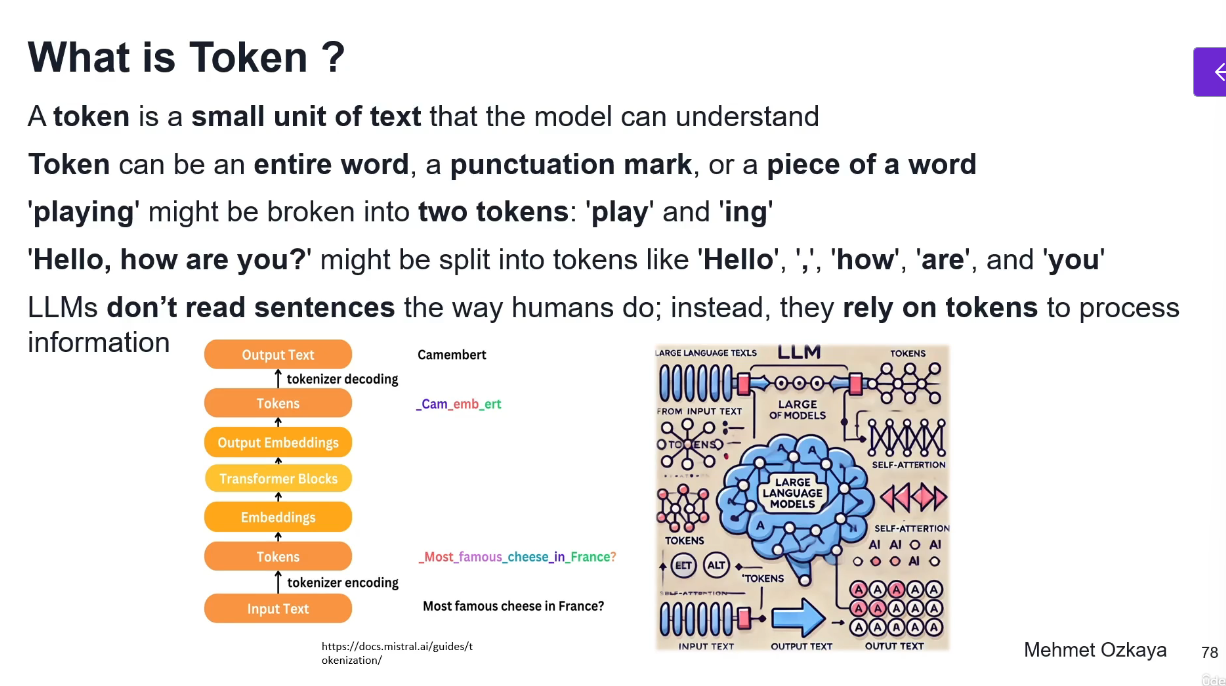 What is Token ?
A token is a small unit of text that the model can understand
Token can be an entire word, a punctuation mark, or a piece of a word
'playing' might be broken into two tokens: 'play' and 'ing'
'Hello, how are you?' might be split into tokens like 'Hello', ',', 'how', 'are', and 'you'
LLMs don’t read sentences the way humans do; instead, they rely on tokens to process
information
Output Text
Camembert
tokenizer decoding
Tokens
_Cam_emb_ert
Output Embeddings
Transformer Blocks
Embeddings
Tokens
_Most_famous_cheese_in_France?
tokenizer encoding
Input Text
Most famous cheese in France?
https://docs.mistral.ai/guides/t
okenization/
LARGE LANGUAGE TEXLS
LLM
TOKENS
FROM INPUT TEXT
LARGE
OF MODELS
TOKENS
SELF-ATTERTION
A A
LARGE
LANGUAGE
MODELS
A
SELF-ATTERTION
TOKENS
AI AI AI
AI
ALT
'TOKENS
A A A A A
A A A A A
A A A A A
INPUT TEXT
OUTPUT TEXT
OUTUT TEXT
Mehmet Ozkaya
78